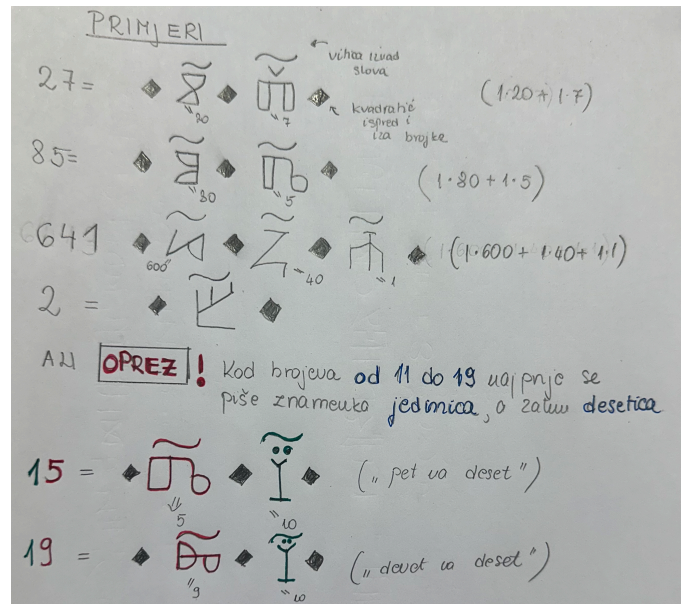 PRIMJERI
27= ◆ ◆ ◆ (1·20+1·7)
"20 "7
vitica iznad
slova
kvadratić
ispred i
iza brojke
85= ◆ ◆ ◆ (1·80+1·5)
"80 "5
641 ◆ ◆ ◆ ◆ (1·600+1·40+1·1)
600" "40 "1
2 = ◆ ◆
ALI OPREZ! Kod brojeva od 11 do 19 najprije se
piše znamenka jedinica, a zatim desetica
15 = ◆ ◆ ◆ („pet na deset")
5 "10
19 = ◆ ◆ ◆ („devet na deset")
"9 "10